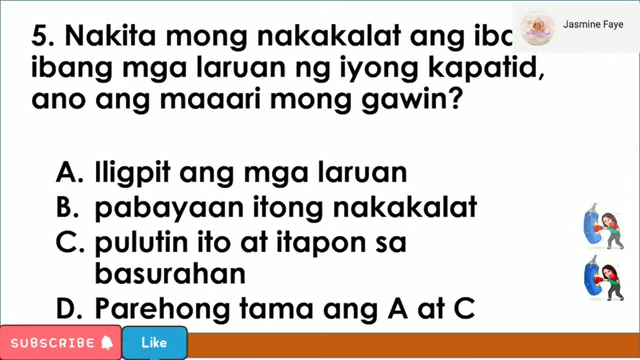 5. Nakita mong nakakalat ang
ibang mga laruan ng iyong kapatid,
ano ang maaari mong gawin?
A. Iligpit ang mga laruan
B. pabayaan itong nakakalat
C. pulutin ito at itapon sa
basurahan
D. Parehong tama ang A at C
Jasmine Faye
SUBSCRIBE
Like